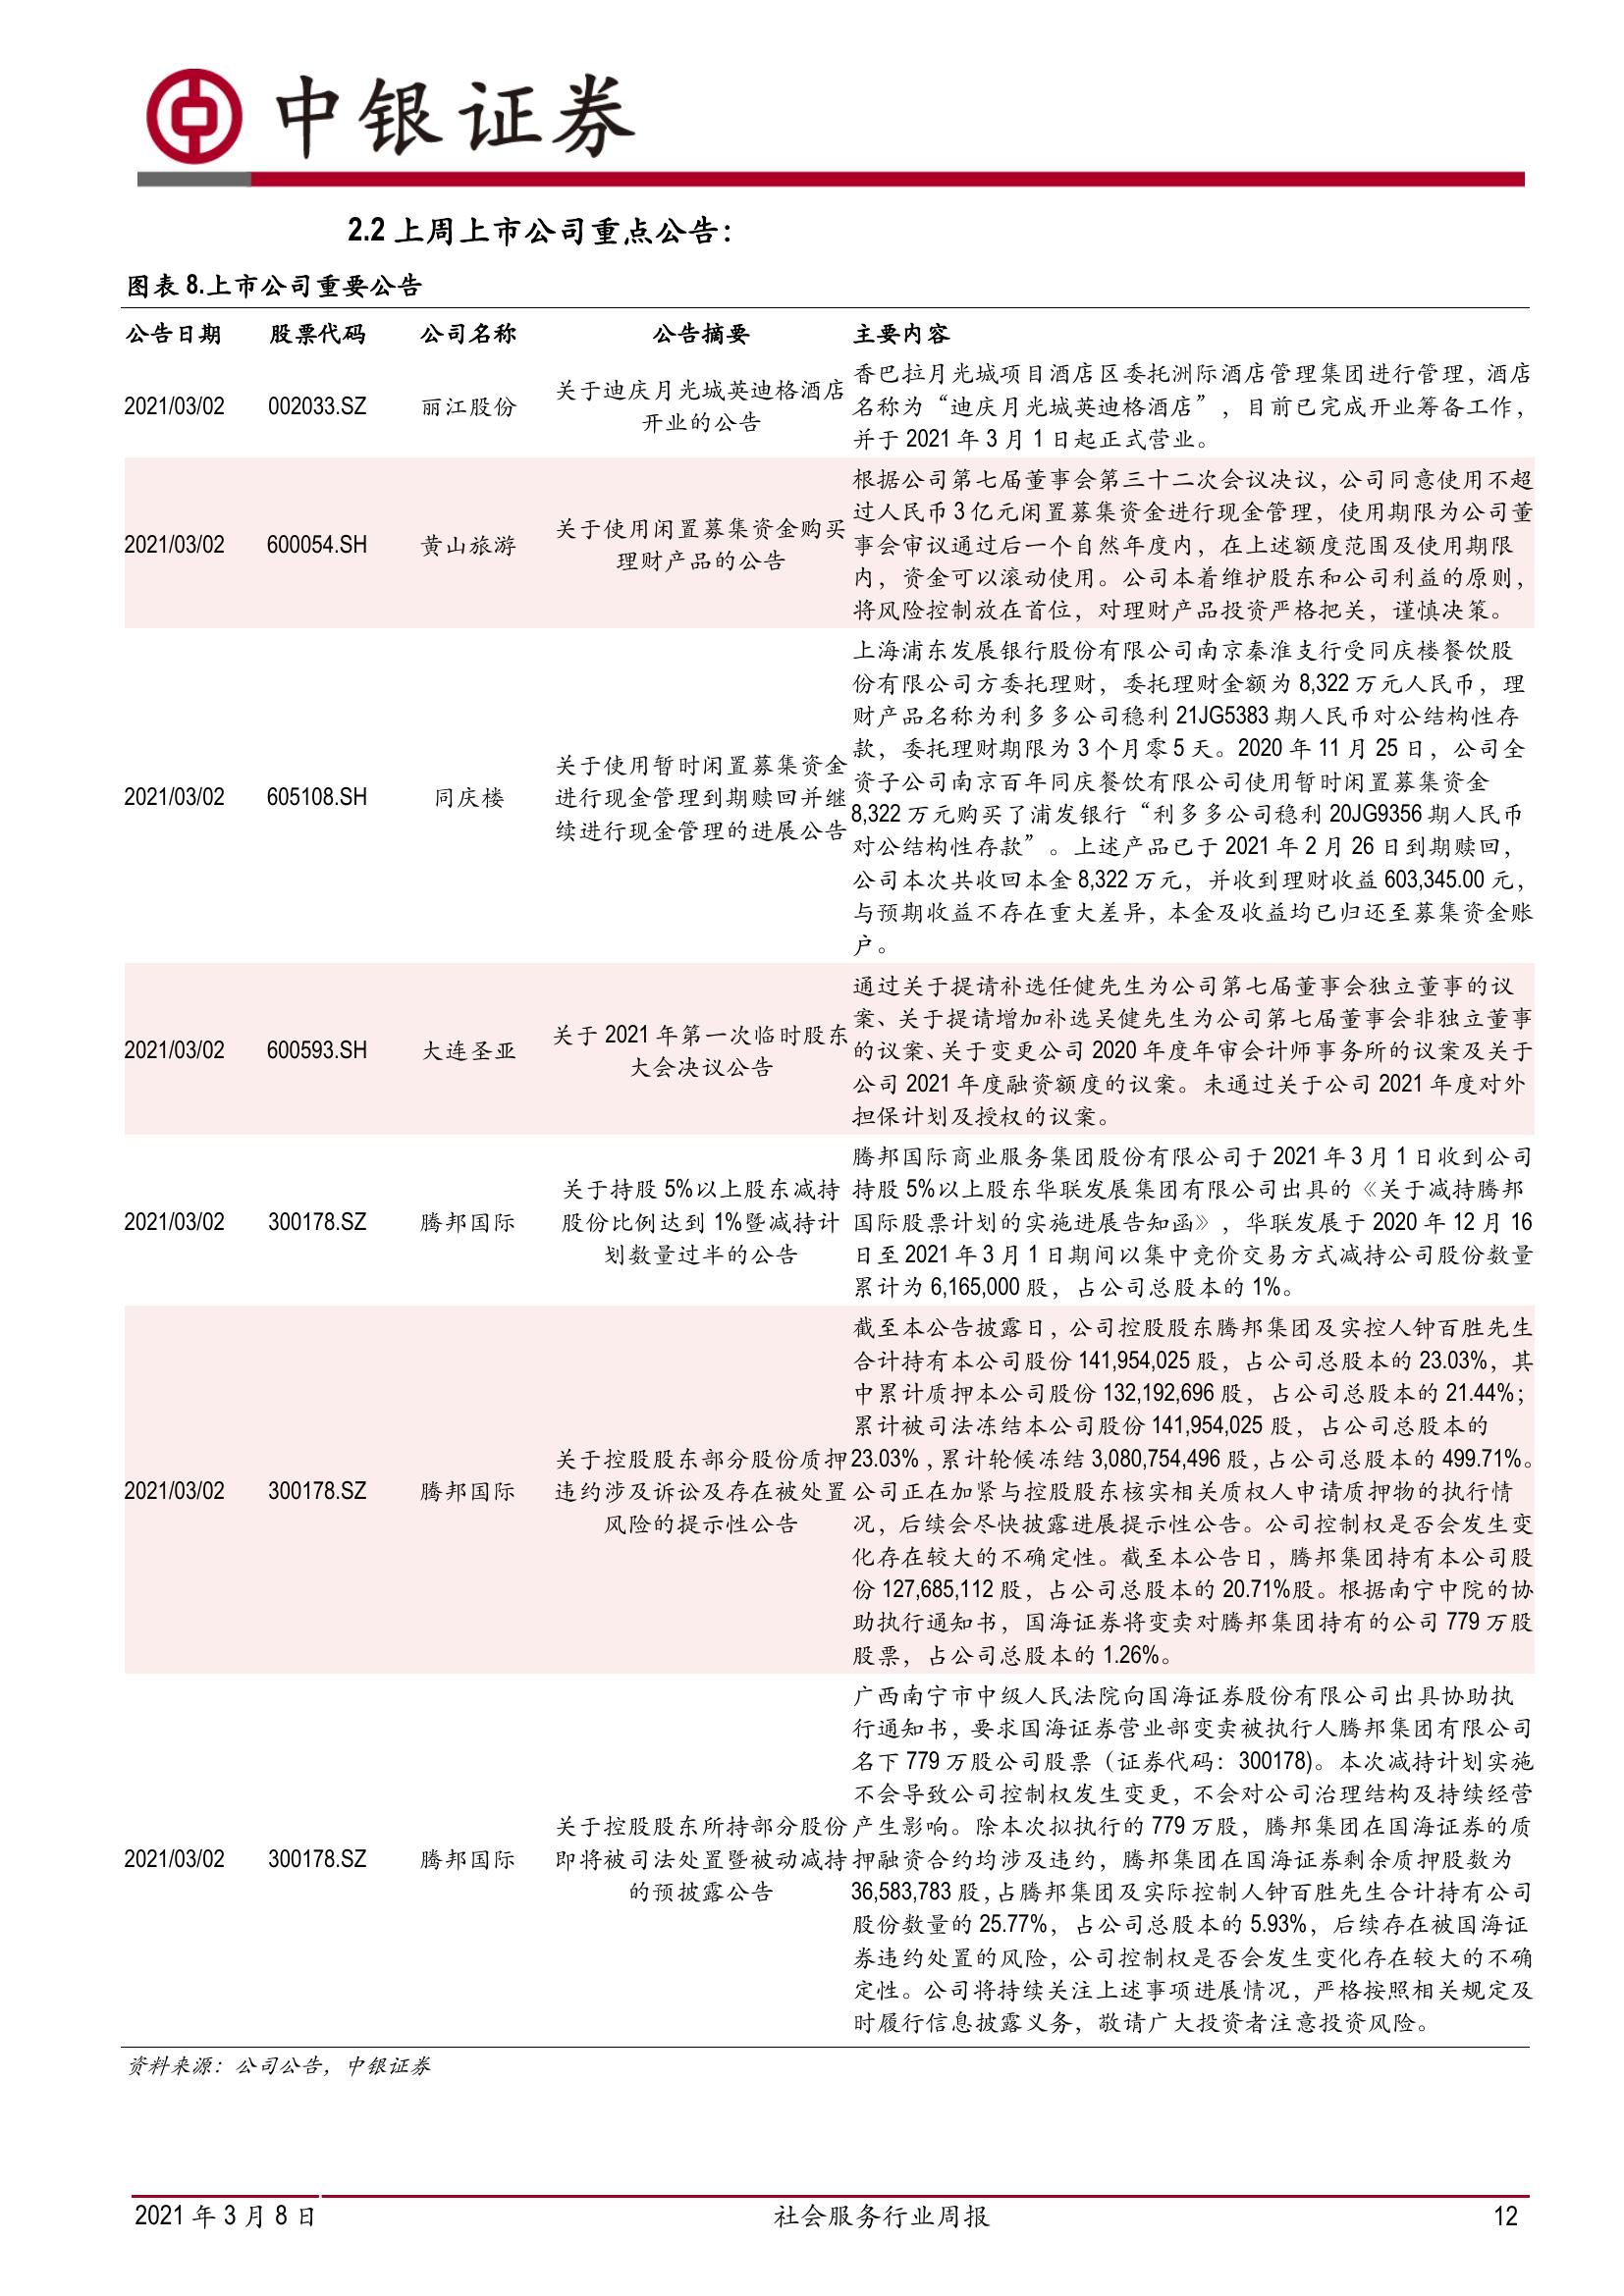 中银证券
2.2 上周上市公司重点公告：
图表 8.上市公司重要公告
公告日期 股票代码 公司名称 公告摘要 主要内容
2021/03/02 002033.SZ 丽江股份
关于迪庆月光城英迪格酒店
开业的公告
香巴拉月光城项目酒店区委托洲际酒店管理集团进行管理，酒店
名称为“迪庆月光城英迪格酒店”，目前已完成开业筹备工作，
并于 2021 年 3 月 1 日起正式营业。
2021/03/02 600054.SH 黄山旅游
关于使用闲置募集资金购买
理财产品的公告
根据公司第七届董事会第三十二次会议决议，公司同意使用不超
过人民币 3 亿元闲置募集资金进行现金管理，使用期限为公司董
事会审议通过后一个自然年度内，在上述额度范围及使用期限
内，资金可以滚动使用。公司本着维护股东和公司利益的原则，
将风险控制放在首位，对理财产品投资严格把关，谨慎决策。
2021/03/02 605108.SH 同庆楼
关于使用暂时闲置募集资金
进行现金管理到期赎回并继
续进行现金管理的进展公告
上海浦东发展银行股份有限公司南京秦淮支行受同庆楼餐饮股
份有限公司方委托理财，委托理财金额为 8,322 万元人民币，理
财产品名称为利多多公司稳利 21JG5383 期人民币对公结构性存
款，委托理财期限为 3 个月零 5 天。2020 年 11 月 25 日，公司全
资子公司南京百年同庆餐饮有限公司使用暂时闲置募集资金
8,322 万元购买了浦发银行“利多多公司稳利 20JG9356 期人民币
对公结构性存款”。上述产品已于 2021 年 2 月 26 日到期赎回，
公司本次共收回本金 8,322 万元，并收到理财收益 603,345.00 元，
与预期收益不存在重大差异，本金及收益均已归还至募集资金账
户。
2021/03/02 600593.SH 大连圣亚
关于 2021 年第一次临时股东
大会决议公告
通过关于提请补选任健先生为公司第七届董事会独立董事的议
案、关于提请增加补选吴健先生为公司第七届董事会非独立董事
的议案、关于变更公司 2020 年度年审会计师事务所的议案及关于
公司 2021 年度融资额度的议案。未通过关于公司 2021 年度对外
担保计划及授权的议案。
2021/03/02 300178.SZ 腾邦国际
关于持股 5%以上股东减持
股份比例达到 1%暨减持计
划数量过半的公告
腾邦国际商业服务集团股份有限公司于 2021 年 3 月 1 日收到公司
持股 5%以上股东华联发展集团有限公司出具的《关于减持腾邦
国际股票计划的实施进展告知函》，华联发展于 2020 年 12 月 16
日至 2021 年 3 月 1 日期间以集中竞价交易方式减持公司股份数量
累计为 6,165,000 股，占公司总股本的 1%。
2021/03/02 300178.SZ 腾邦国际
关于控股股东部分股份质押
违约涉及诉讼及存在被处置
风险的提示性公告
截至本公告披露日，公司控股股东腾邦集团及实控人钟百胜先生
合计持有本公司股份 141,954,025 股，占公司总股本的 23.03%，其
中累计质押本公司股份 132,192,696 股，占公司总股本的 21.44%；
累计被司法冻结本公司股份 141,954,025 股，占公司总股本的
23.03%，累计轮候冻结 3,080,754,496 股，占公司总股本的 499.71%。
公司正在加紧与控股股东核实相关质权人申请质押物的执行情
况，后续会尽快披露进展提示性公告。公司控制权是否会发生变
化存在较大的不确定性。截至本公告日，腾邦集团持有本公司股
份 127,685,112 股，占公司总股本的 20.71%股。根据南宁中院的协
助执行通知书，国海证券将变卖对腾邦集团持有的公司 779 万股
股票，占公司总股本的 1.26%。
2021/03/02 300178.SZ 腾邦国际
关于控股股东所持部分股份
即将被司法处置暨被动减持
的预披露公告
广西南宁市中级人民法院向国海证券股份有限公司出具协助执
行通知书，要求国海证券营业部变卖被执行人腾邦集团有限公司
名下 779 万股公司股票（证券代码：300178)。本次减持计划实施
不会导致公司控制权发生变更，不会对公司治理结构及持续经营
产生影响。除本次拟执行的 779 万股，腾邦集团在国海证券的质
押融资合约均涉及违约，腾邦集团在国海证券剩余质押股数为
36,583,783 股，占腾邦集团及实际控制人钟百胜先生合计持有公司
股份数量的 25.77%，占公司总股本的 5.93%，后续存在被国海证
券违约处置的风险，公司控制权是否会发生变化存在较大的不确
定性。公司将持续关注上述事项进展情况，严格按照相关规定及
时履行信息披露义务，敬请广大投资者注意投资风险。
资料来源：公司公告，中银证券
2021 年 3 月 8 日 社会服务行业周报 12